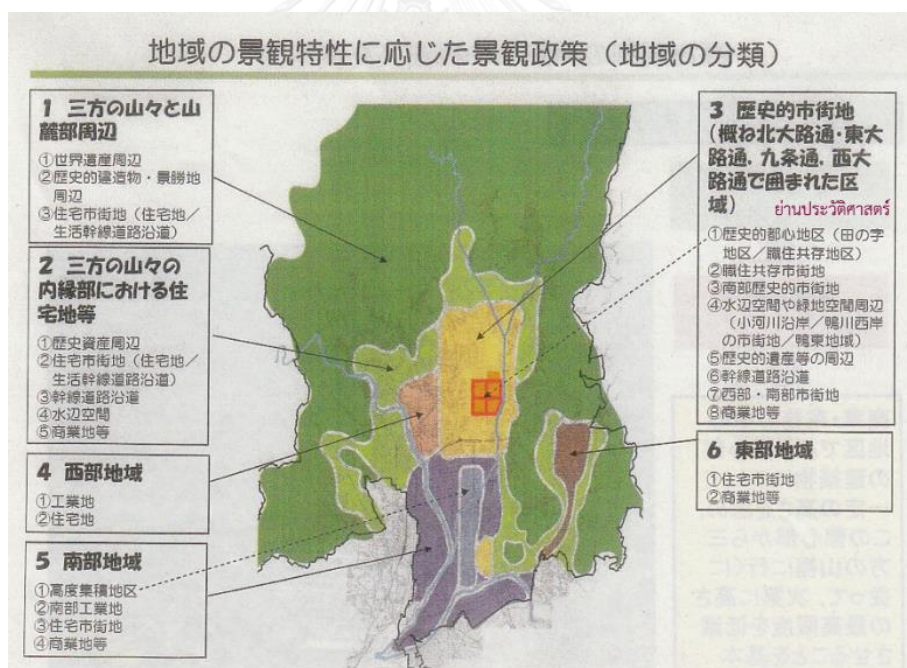 地域の景観特性に応じた景観政策（地域の分類）
1 三方の山々と山
麓部周辺
①世界遺産周辺
②歴史的建造物・景勝地
周辺
③住宅市街地（住宅地／
生活幹線道路沿道）
2 三方の山々の
内縁部における住
宅地等
①歴史資産周辺
②住宅市街地（住宅地／
生活幹線道路沿道）
③幹線道路沿道
④水辺空間
⑤商業地等
4 西部地域
①工業地
②住宅地
5 南部地域
①高度集積地区
②南部工業地
③住宅市街地
④商業地等
3 歴史的市街地
（概ね北大路通・東大
路通，九条通，西大
路通で囲まれた区
域）
ย่านประวัติศาสตร์
①歴史的都心地区（田の字
地区／職住共存地区）
②職住共存市街地
③南部歴史的市街地
④水辺空間や緑地空間周辺
（小河川沿岸／鴨川西岸
の市街地／鴨東地域）
⑤歴史的遺産等の周辺
⑥幹線道路沿道
⑦西部・南部市街地
⑧商業地等
6 東部地域
①住宅市街地
②商業地等